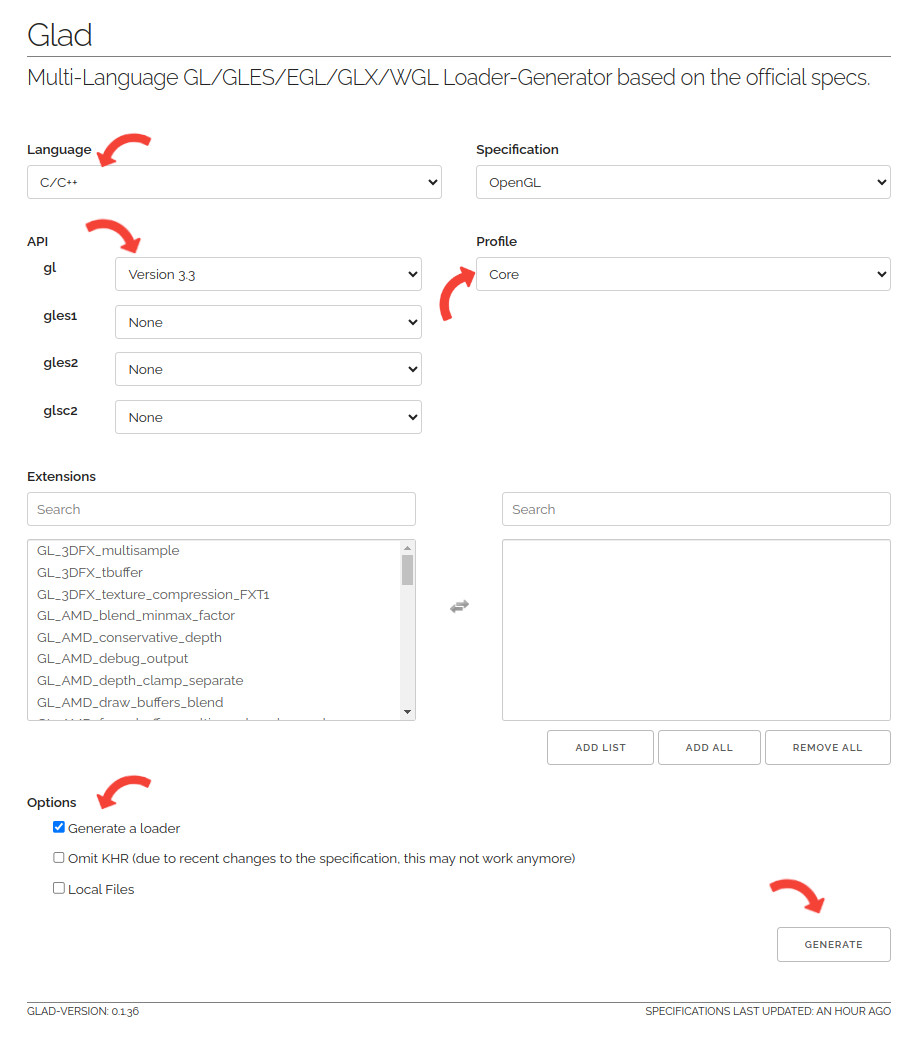 Glad
Multi-Language GL/GLES/EGL/GLX/WGL Loader-Generator based on the official specs.
Language
C/C++
Specification
OpenGL
API
gl
Version 3.3
Profile
Core
gles1
None
gles2
None
glsc2
None
Extensions
Search
Search
GL_3DFX_multisample
GL_3DFX_tbuffer
GL_3DFX_texture_compression_FXT1
GL_AMD_blend_minmax_factor
GL_AMD_conservative_depth
GL_AMD_debug_output
GL_AMD_depth_clamp_separate
GL_AMD_draw_buffers_blend
ADD LIST
ADD ALL
REMOVE ALL
Options
Generate a loader
Omit KHR (due to recent changes to the specification, this may not work anymore)
Local Files
GENERATE
GLAD-VERSION: 0.1.36
SPECIFICATIONS LAST UPDATED: AN HOUR AGO